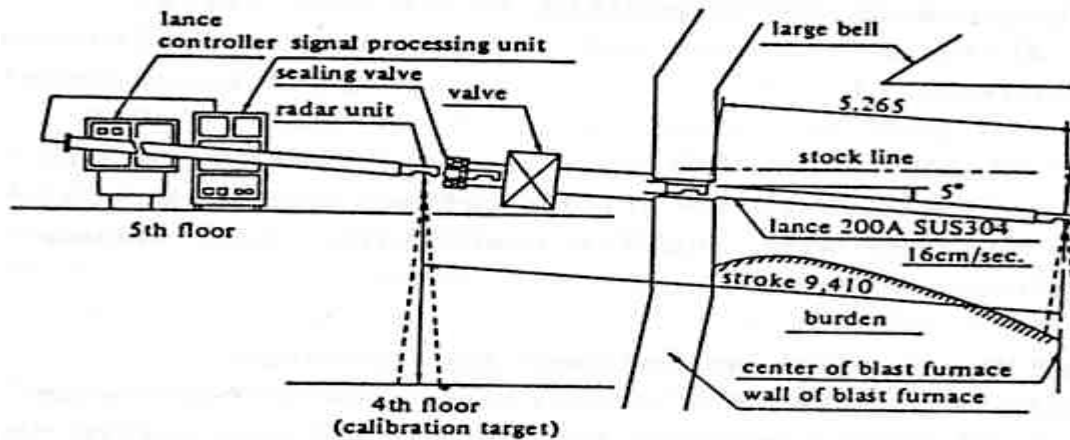 lance
controller signal processing unit
sealing valve
radar unit
valve
large bell
5,265
stock line
5°
lance 200A SUS304
16cm/sec.
5th floor
stroke 9,410
burden
center of blast furnace
wall of blast furnace
4th floor
(calibration target)